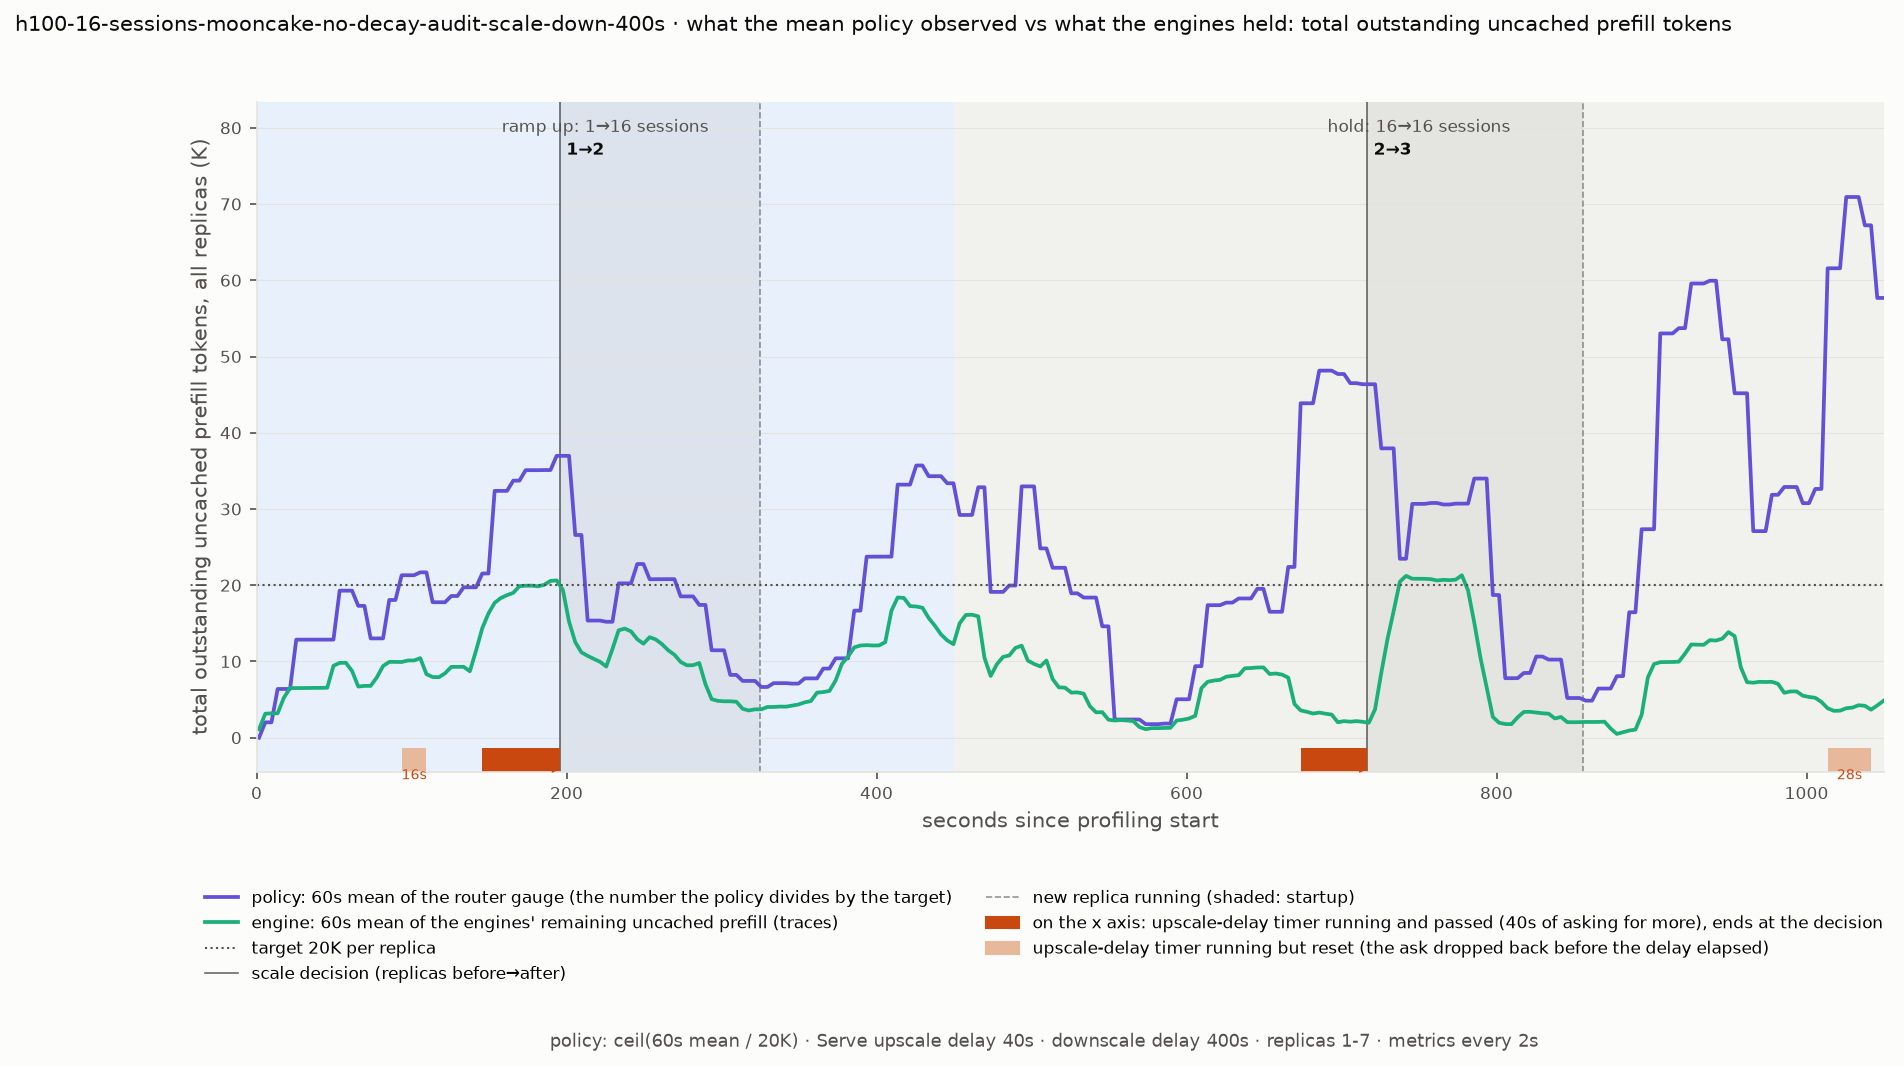 h100-16-sessions-mooncake-no-decay-audit-scale-down-400s · what the mean policy observed vs what the engines held: total outstanding uncached prefill tokens
ramp up: 1→16 sessions
hold: 16→16 sessions
1→2
2→3
total outstanding uncached prefill tokens, all replicas (K)
80
70
60
50
40
30
20
10
0
16s
28s
0
200
400
600
800
1000
seconds since profiling start
policy: 60s mean of the router gauge (the number the policy divides by the target)
engine: 60s mean of the engines' remaining uncached prefill (traces)
target 20K per replica
scale decision (replicas before→after)
new replica running (shaded: startup)
on the x axis: upscale-delay timer running and passed (40s of asking for more), ends at the decision
upscale-delay timer running but reset (the ask dropped back before the delay elapsed)
policy: ceil(60s mean / 20K) · Serve upscale delay 40s · downscale delay 400s · replicas 1-7 · metrics every 2s